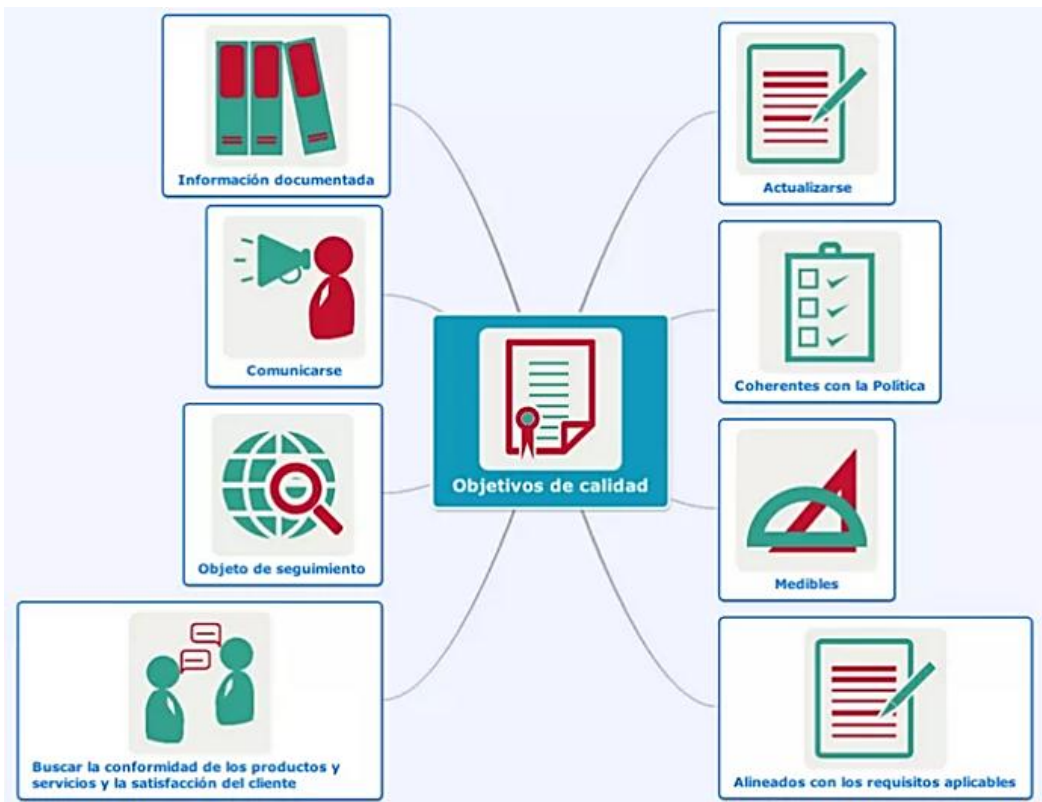 Información documentada
Actualizarse
Comunicarse
Coherentes con la Política
Objetivos de calidad
Objeto de seguimiento
Medibles
Buscar la conformidad de los productos y
servicios y la satisfacción del cliente
Alineados con los requisitos aplicables